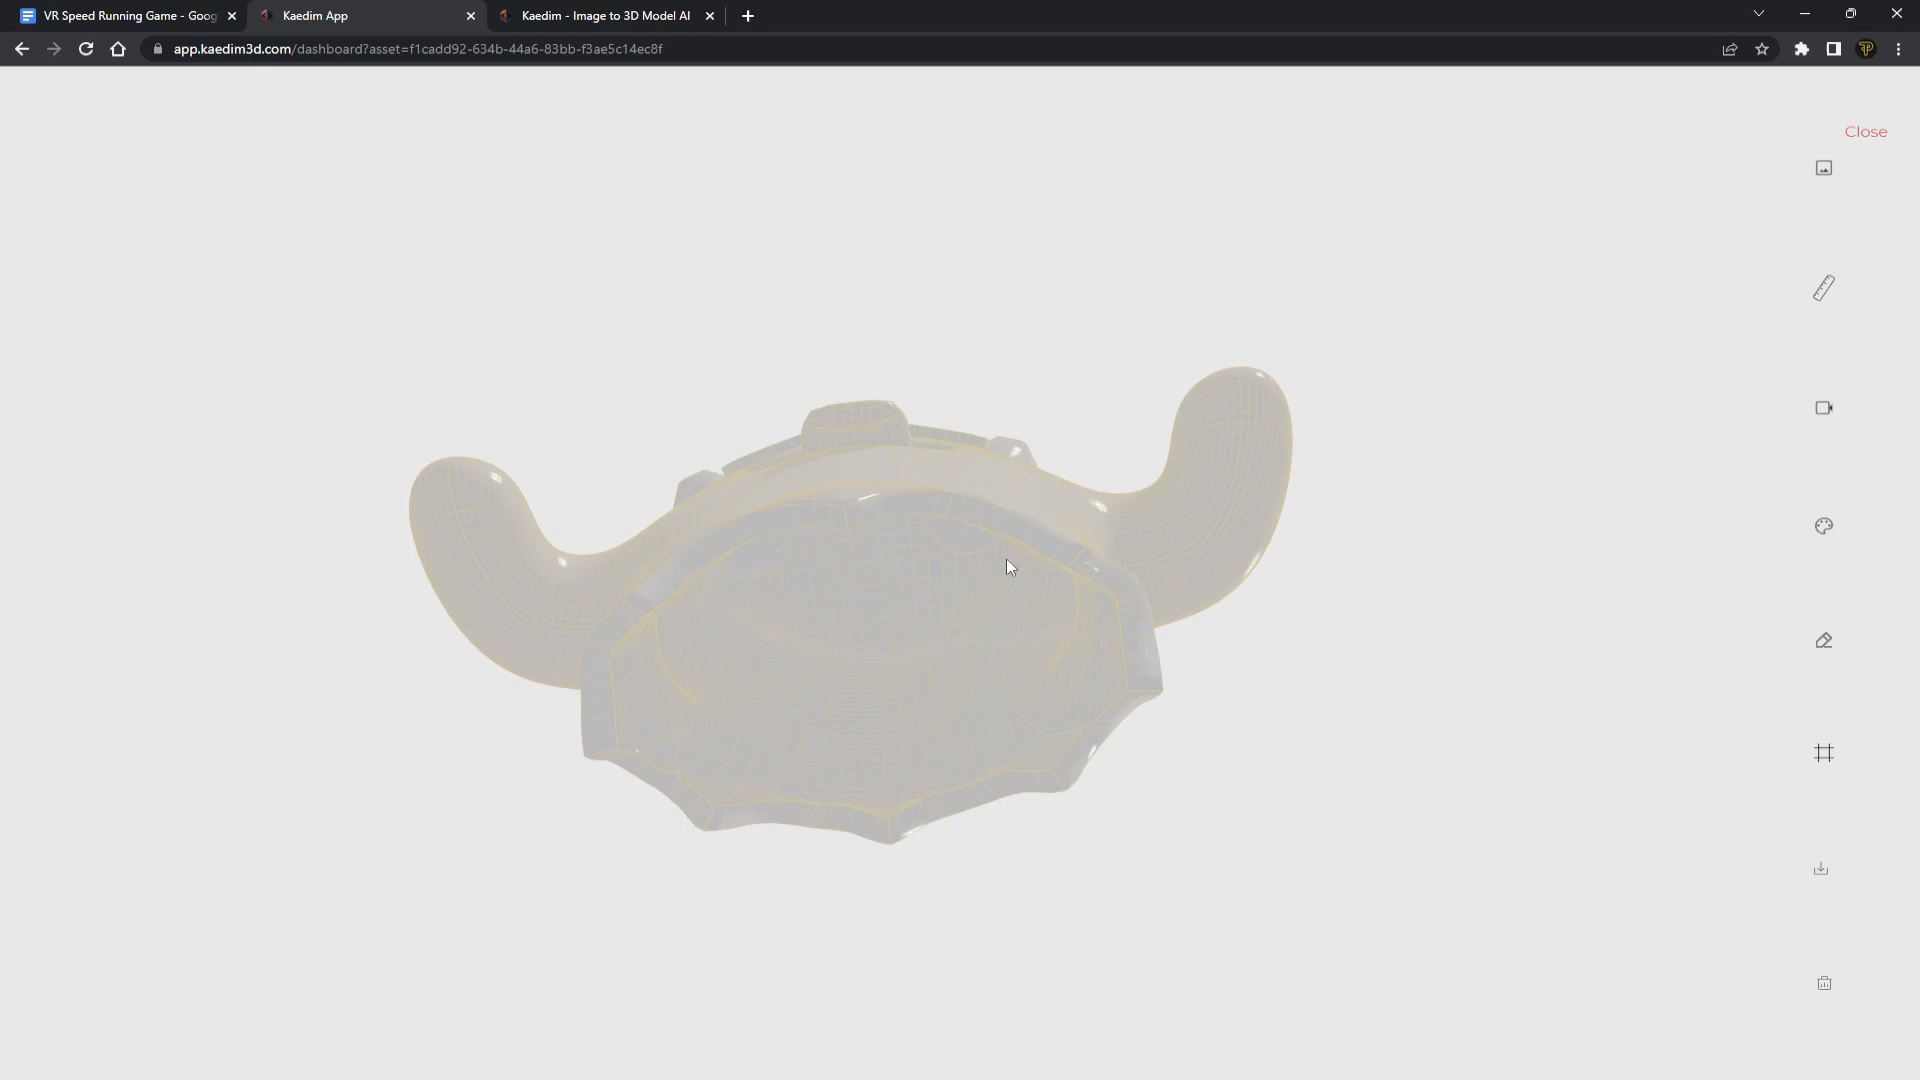 VR Speed Running Game - Goog
Kaedim App
Kaedim - Image to 3D Model AI
app.kaedim3d.com/dashboard?asset=f1cadd92-634b-44a6-83bb-f3ae5c14ec8f
Close